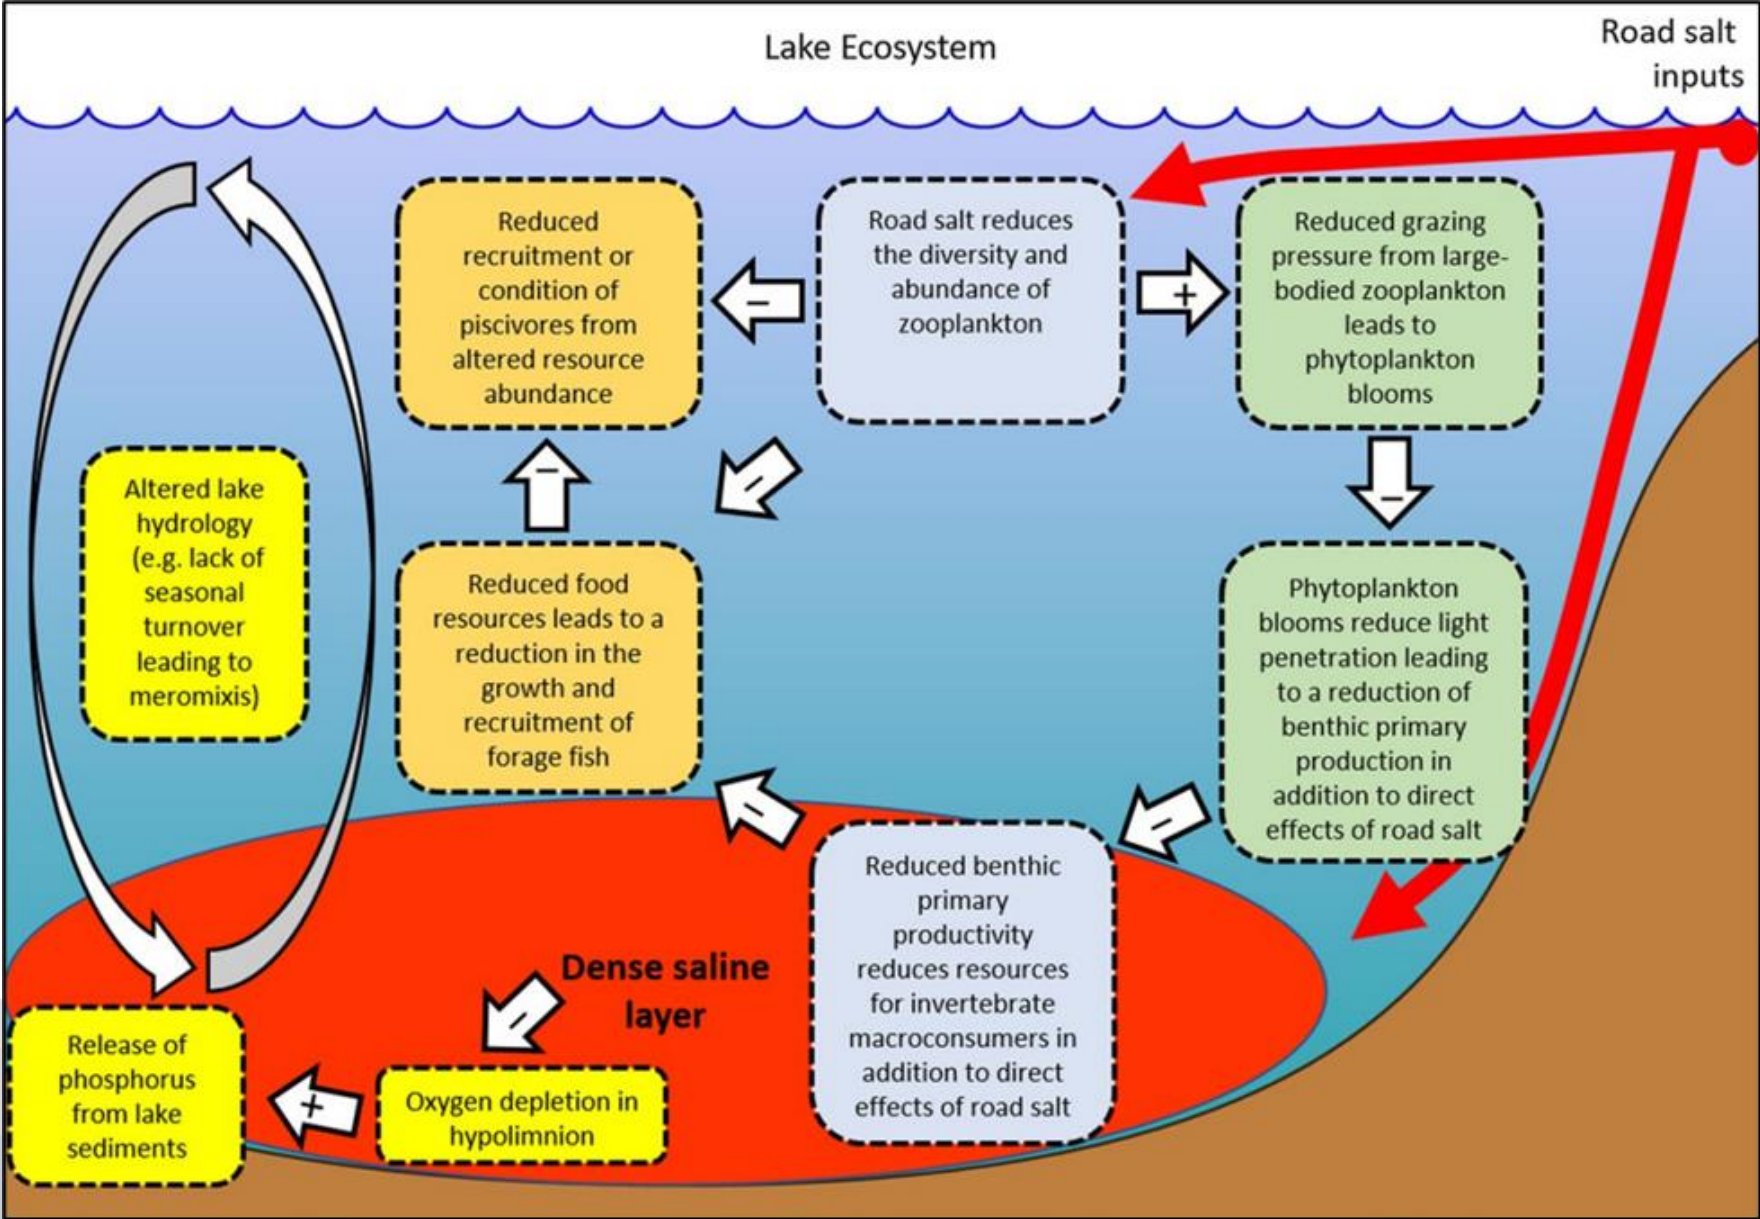 Lake Ecosystem
Road salt
inputs
Reduced
recruitment or
condition of
piscivores from
altered resource
abundance
−
Road salt reduces
the diversity and
abundance of
zooplankton
+
Reduced grazing
pressure from large-
bodied zooplankton
leads to
phytoplankton
blooms
−
−
−
Altered lake
hydrology
(e.g. lack of
seasonal
turnover
leading to
meromixis)
Reduced food
resources leads to a
reduction in the
growth and
recruitment of
forage fish
Phytoplankton
blooms reduce light
penetration leading
to a reduction of
benthic primary
production in
addition to direct
effects of road salt
−
−
Reduced benthic
primary
productivity
reduces resources
for invertebrate
macroconsumers in
addition to direct
effects of road salt
Dense saline
layer
−
Release of
phosphorus
from lake
sediments
+
Oxygen depletion in
hypolimnion